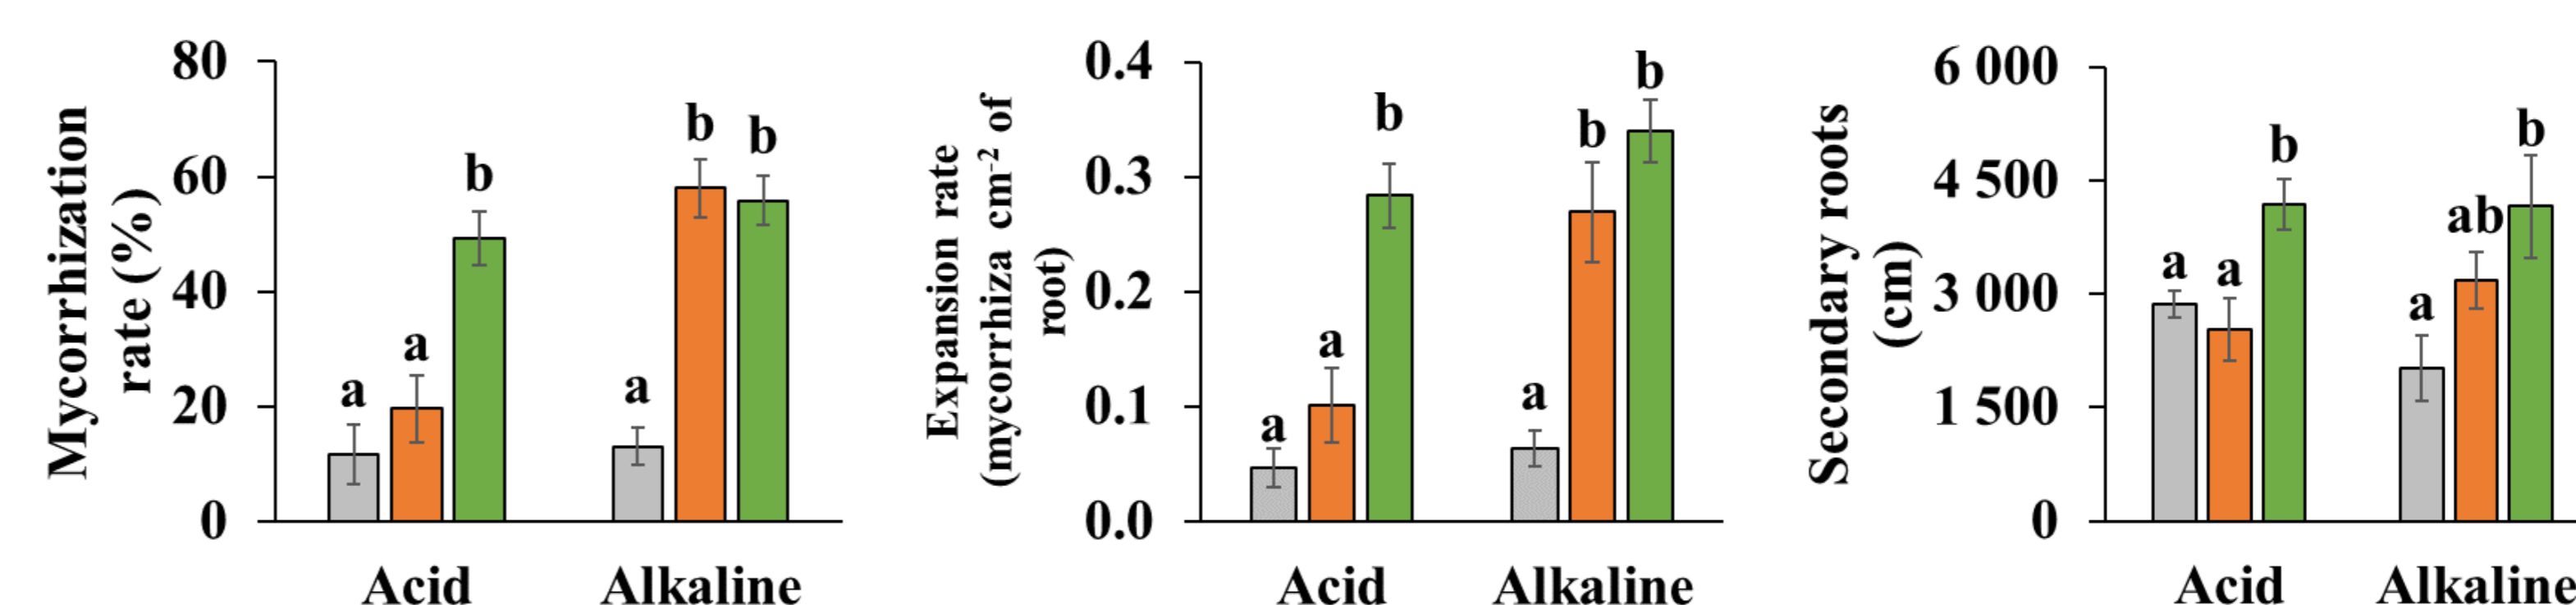 Mycorrhization
rate (%)
80
60
40
20
0
a
a
b
a
b
b
Acid
Alkaline
Expansion rate
(mycorrhiza cm-2 of
root)
0.4
0.3
0.2
0.1
0.0
a
a
b
a
b
b
Acid
Alkaline
Secondary roots
(cm)
6 000
4 500
3 000
1 500
0
a
a
b
a
ab
b
Acid
Alkaline